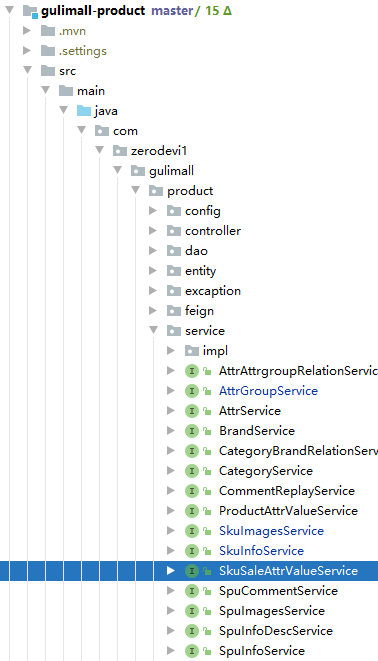 gulimall-product master / 15 Δ
.mvn
.settings
src
main
java
com
zerodevi1
gulimall
product
config
controller
dao
entity
excaption
feign
service
impl
I AttrAttrgroupRelationServic
I AttrGroupService
I AttrService
I BrandService
I CategoryBrandRelationServ
I CategoryService
I CommentReplayService
I ProductAttrValueService
I SkuImagesService
I SkuInfoService
I SkuSaleAttrValueService
I SpuCommentService
I SpuImagesService
I SpuInfoDescService
I SpuInfoService